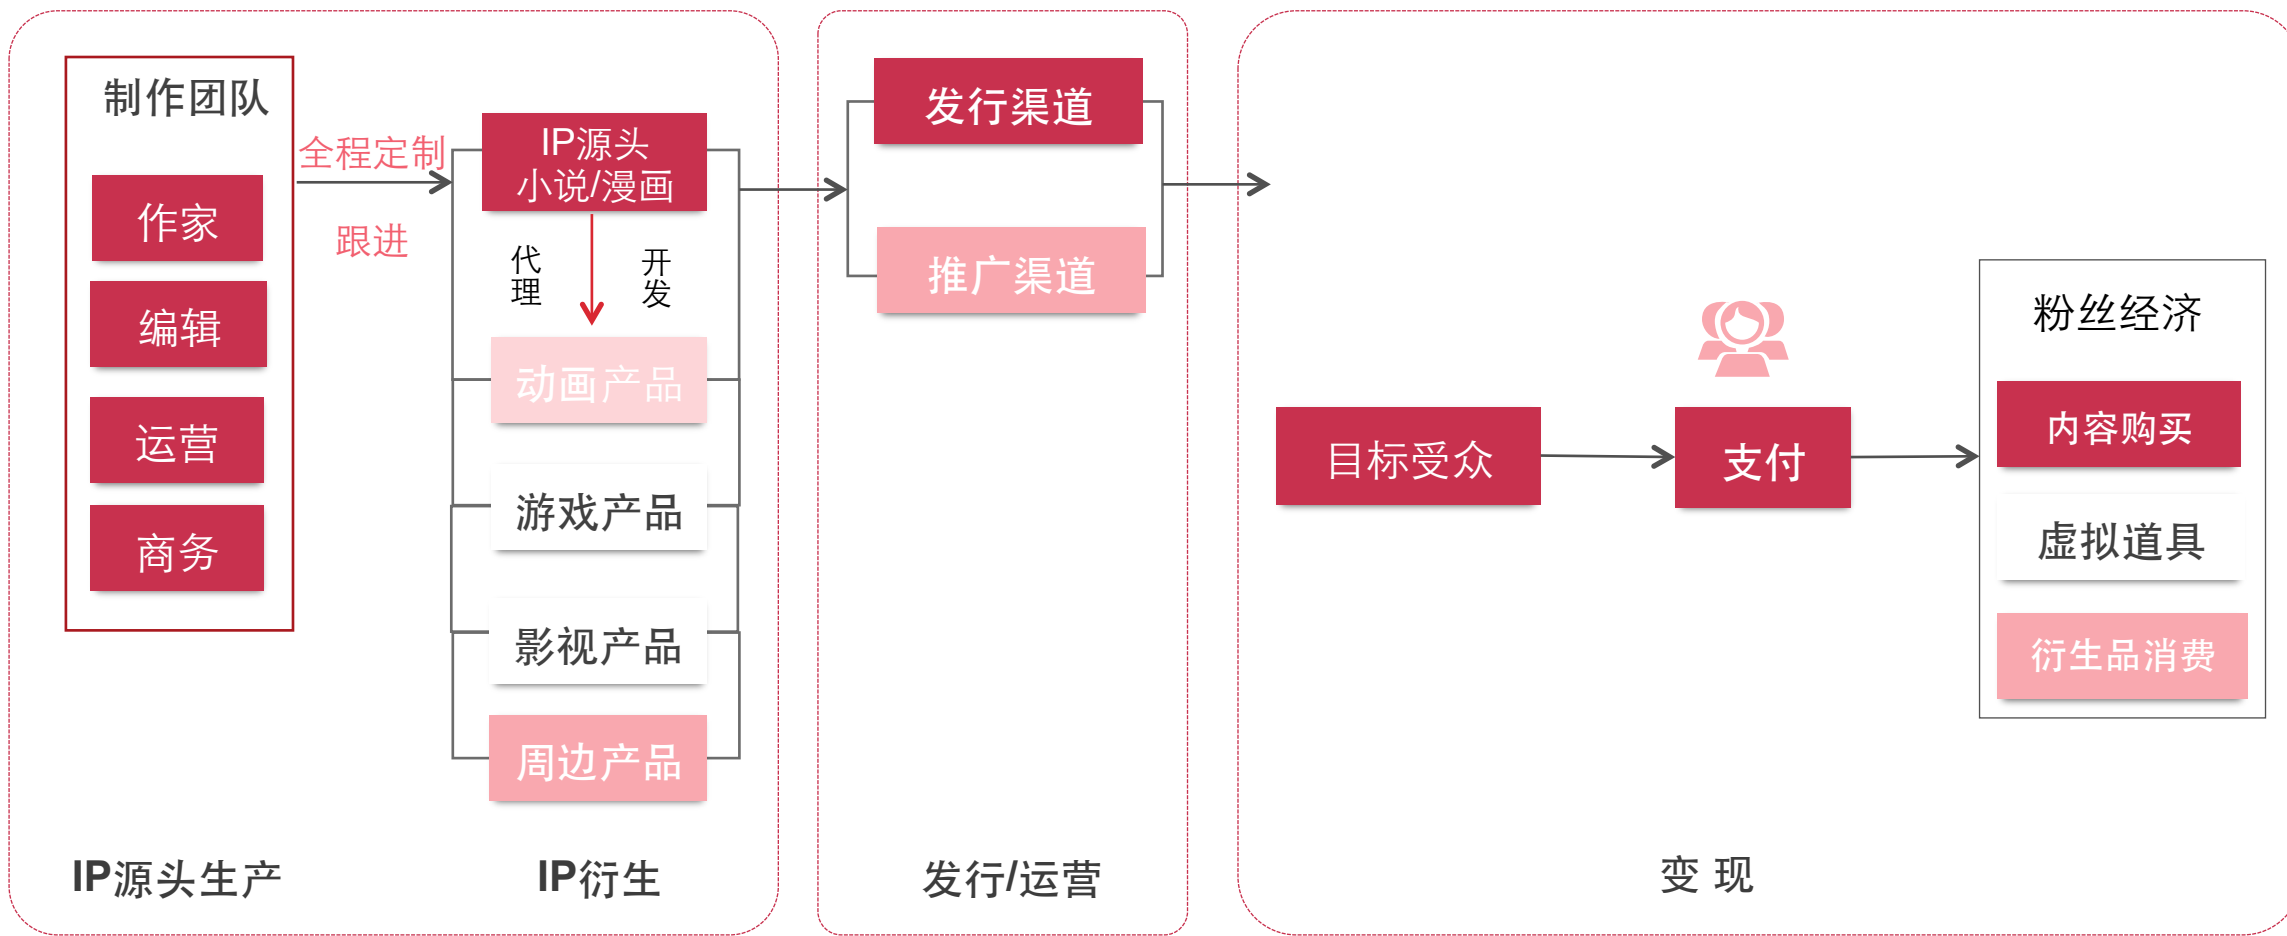 制作团队
作家
编辑
运营
商务
全程定制
跟进
IP源头
小说/漫画
代理
开发
动画产品
游戏产品
影视产品
周边产品
IP源头生产
IP衍生
发行渠道
推广渠道
发行/运营
目标受众
支付
粉丝经济
内容购买
虚拟道具
衍生品消费
变 现